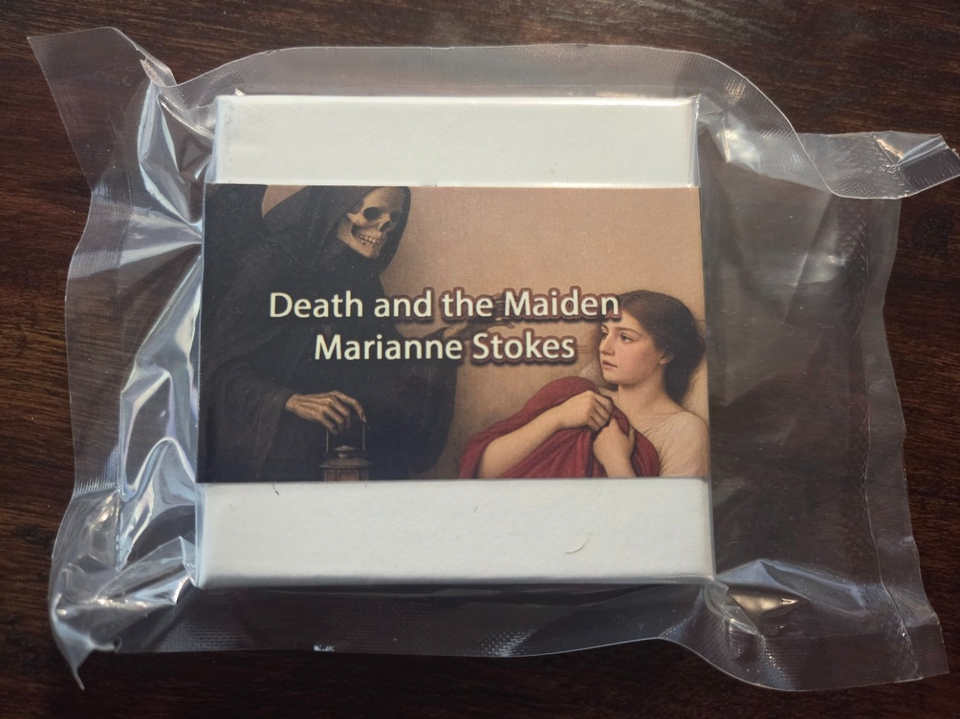 Death and the Maiden
Marianne Stokes